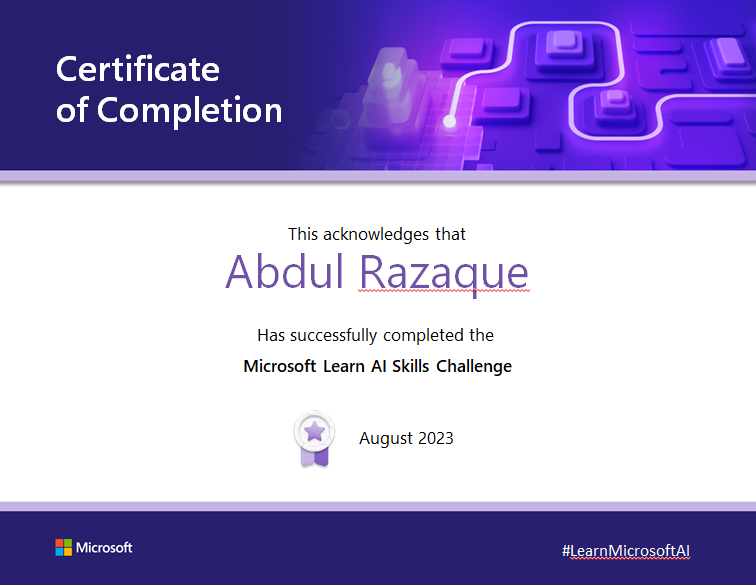 Certificate
of Completion
This acknowledges that
Abdul Razaque
Has successfully completed the
Microsoft Learn AI Skills Challenge
August 2023
Microsoft
#LearnMicrosoftAI